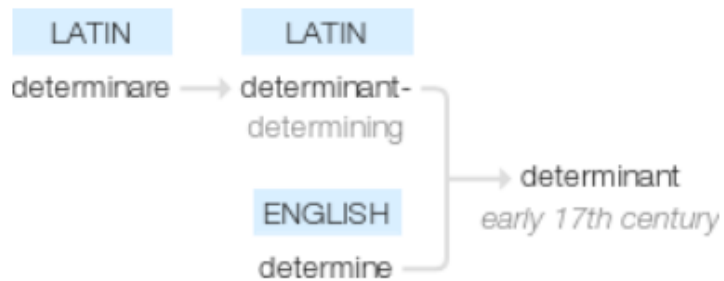 LATIN LATIN
determinare determinant-
determining
determinant
ENGLISH early 17th century
determine